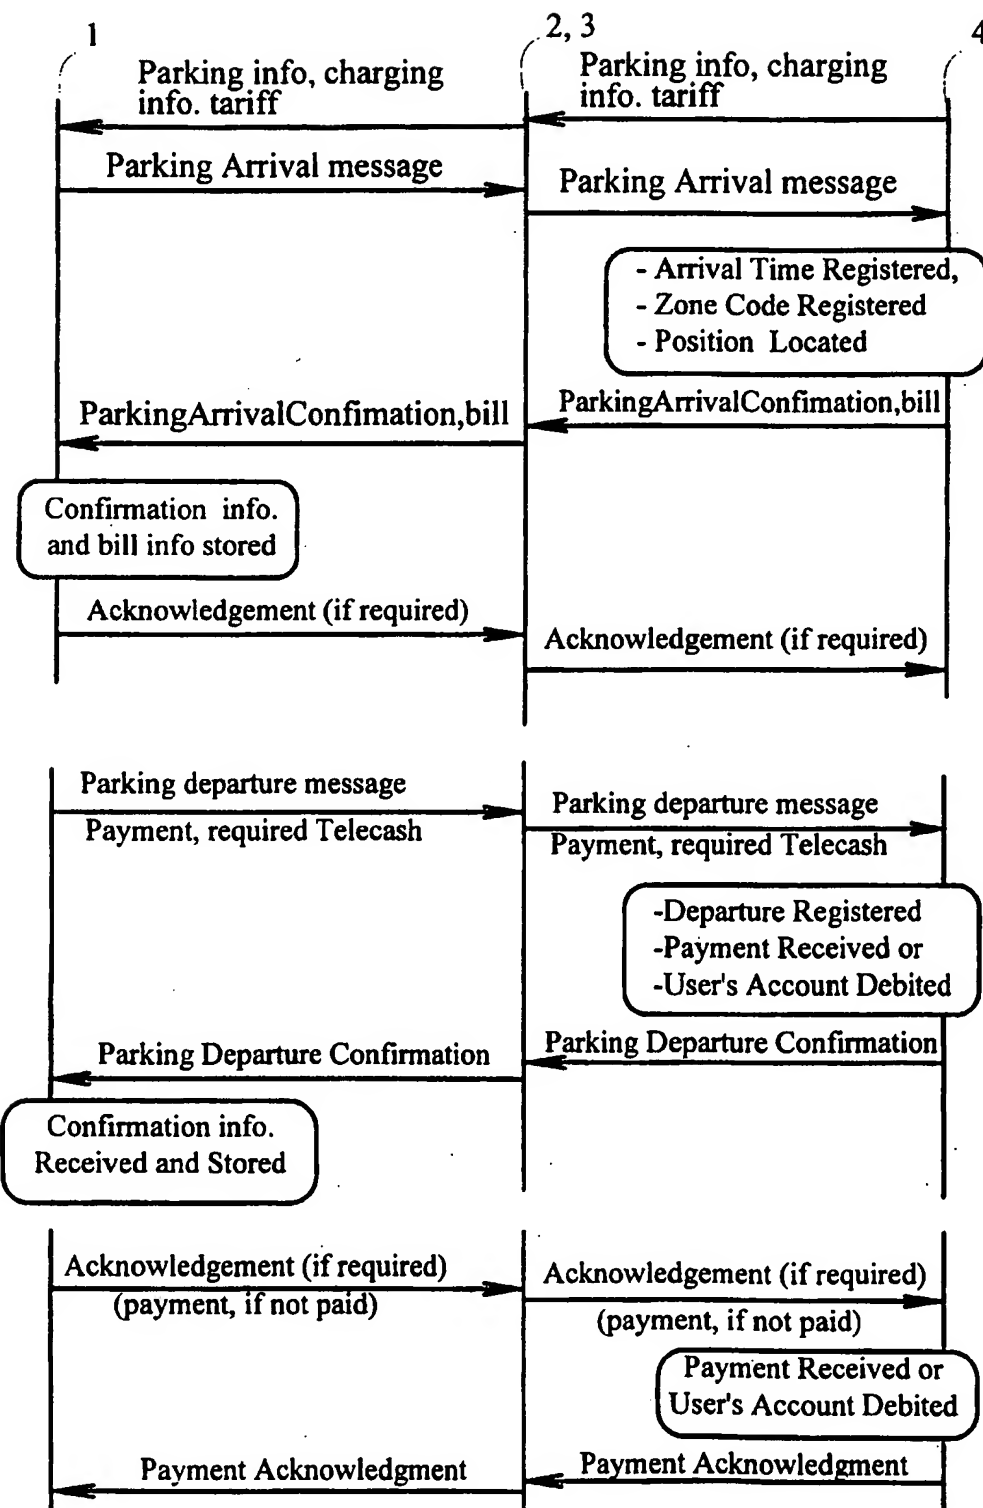 1
2, 3
4
Parking info, charging
info. tariff
Parking info, charging
info. tariff
Parking Arrival message
Parking Arrival message
- Arrival Time Registered,
- Zone Code Registered
- Position Located
ParkingArrivalConfimation,bill
ParkingArrivalConfimation,bill
Confirmation info.
and bill info stored
Acknowledgement (if required)
Acknowledgement (if required)
Parking departure message
Payment, required Telecash
Parking departure message
Payment, required Telecash
-Departure Registered
-Payment Received or
-User's Account Debited
Parking Departure Confirmation
Parking Departure Confirmation
Confirmation info.
Received and Stored
Acknowledgement (if required)
(payment, if not paid)
Acknowledgement (if required)
(payment, if not paid)
Payment Received or
User's Account Debited
Payment Acknowledgment
Payment Acknowledgment